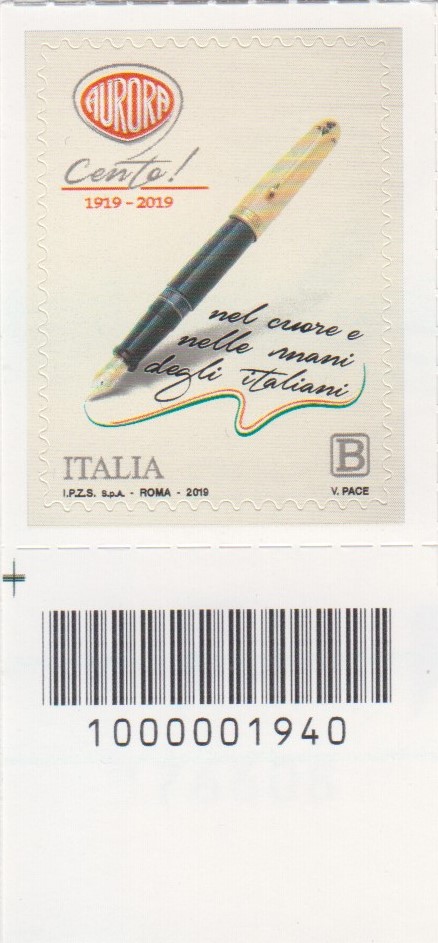 AURORA
Cento!
1919 - 2019
nel cuore e
nelle mani
degli italiani
ITALIA
B
I.P.Z.S. S.p.A. - ROMA - 2019
V. PACE
1000001940